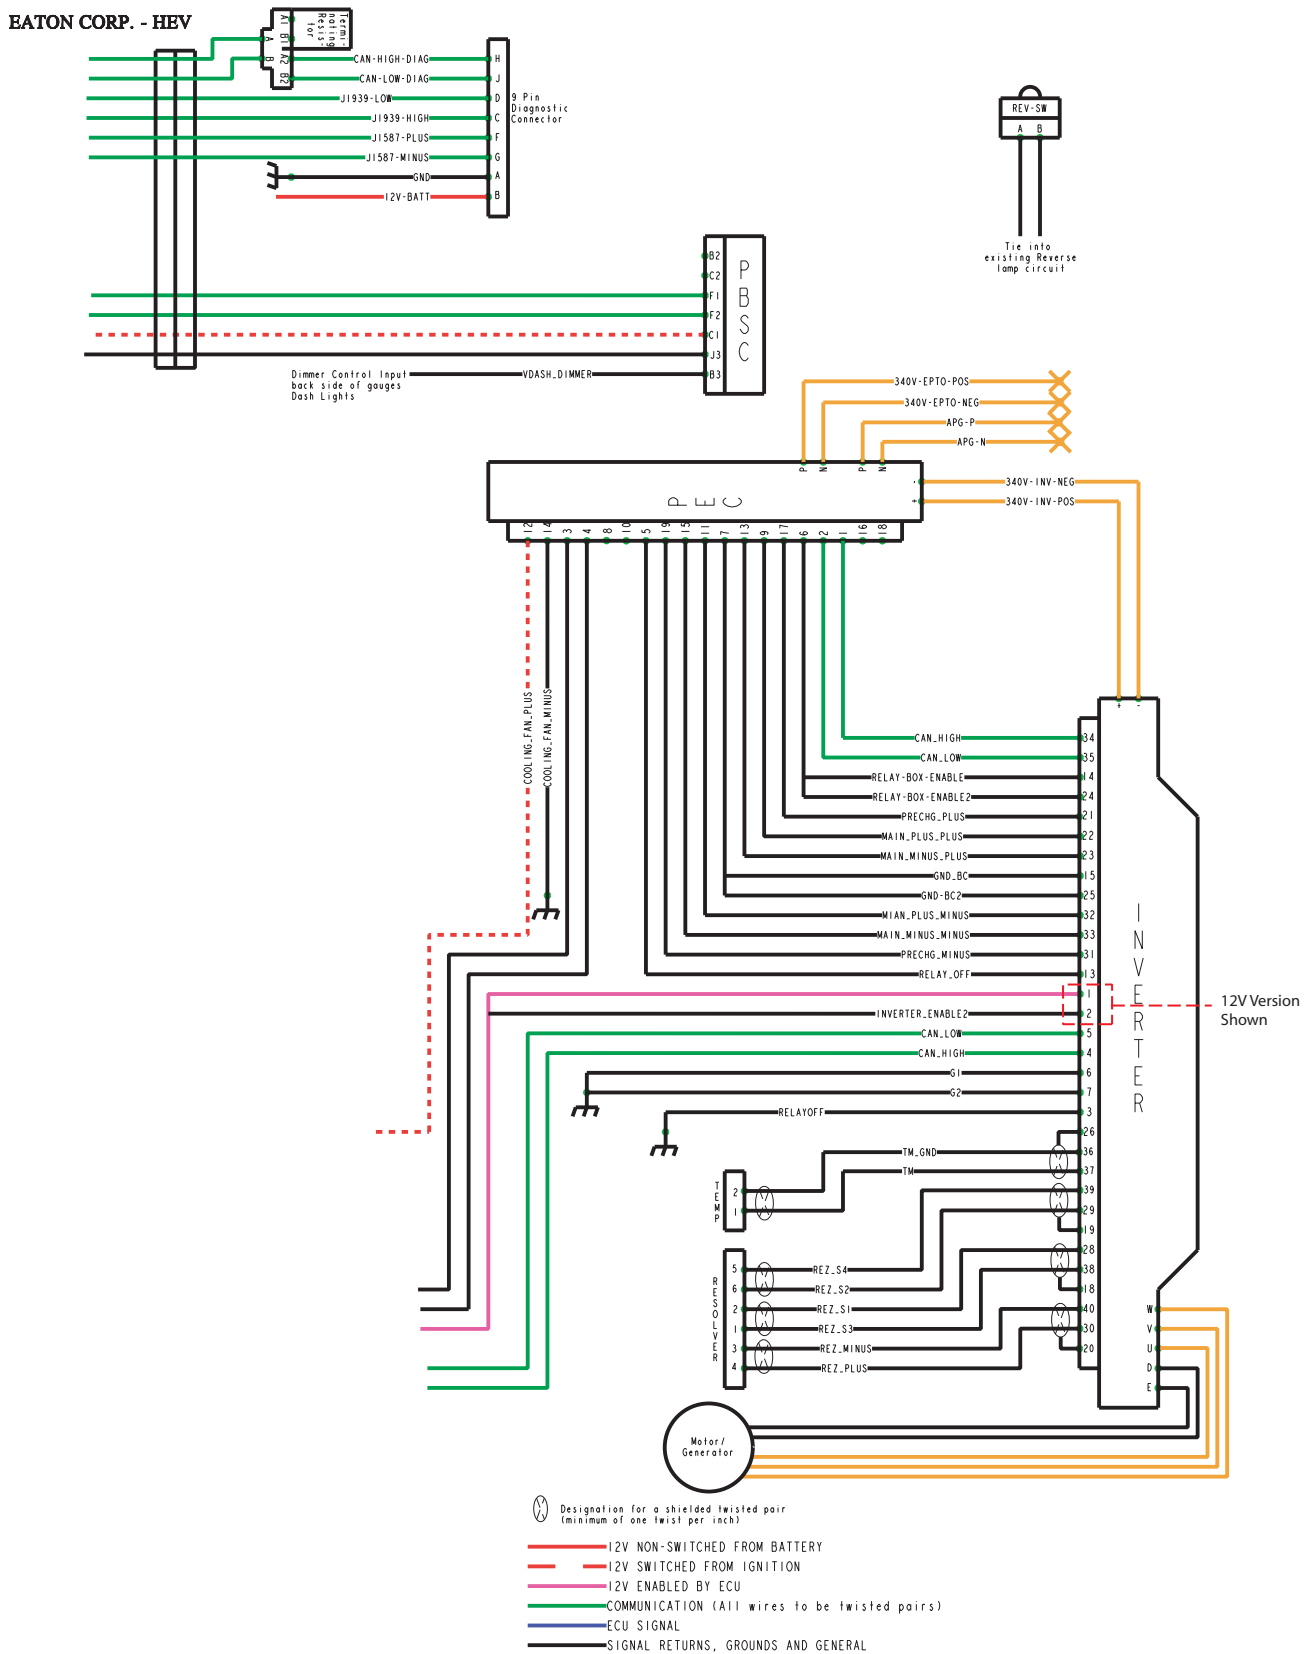 EATON CORP. - HEV
A1
B1
A2
B2
A
B
Termi-
nating
Resis-
tor
CAN-HIGH-DIAG
H
CAN-LOW-DIAG
J
J1939-LOW
D
J1939-HIGH
C
J1587-PLUS
F
J1587-MINUS
G
GND
A
12V-BATT
B
9 Pin
Diagnostic
Connector
REV-SW
A B
Tie into
existing Reverse
lamp circuit
B2
C2
F1
F2
C1
J3
B3
PBSC
Dimmer Control Input
back side of gauges
Dash Lights
VDASH_DIMMER
340V-EPTO-POS
340V-EPTO-NEG
APG-P
APG-N
P N P N
PEC
-
+
340V-INV-NEG
340V-INV-POS
12 14 3 4 8 10 5 19 15 11 7 13 9 17 6 2 1 16 18
COOLING_FAN_PLUS
COOLING_FAN_MINUS
+ -
CAN_HIGH
34
CAN_LOW
35
RELAY-BOX-ENABLE
14
RELAY-BOX-ENABLE2
24
PRECHG_PLUS
21
MAIN_PLUS_PLUS
22
MAIN_MINUS_PLUS
23
GND_BC
15
GND-BC2
25
MIAN_PLUS_MINUS
32
MAIN_MINUS_MINUS
33
PRECHG_MINUS
31
RELAY_OFF
13
1
INVERTER_ENABLE2
2
CAN_LOW
5
CAN_HIGH
4
G1
6
G2
7
RELAYOFF
3
26
TM_GND
36
TM
37
39
29
19
28
38
18
40
30
20
INVERTER
12V Version
Shown
TEMP
2
1
RESOLVER
5
REZ_S4
6
REZ_S2
2
REZ_S1
1
REZ_S3
3
REZ_MINUS
4
REZ_PLUS
W
V
U
D
E
Motor/
Generator
Designation for a shielded twisted pair
(minimum of one twist per inch)
12V NON-SWITCHED FROM BATTERY
12V SWITCHED FROM IGNITION
12V ENABLED BY ECU
COMMUNICATION (All wires to be twisted pairs)
ECU SIGNAL
SIGNAL RETURNS, GROUNDS AND GENERAL